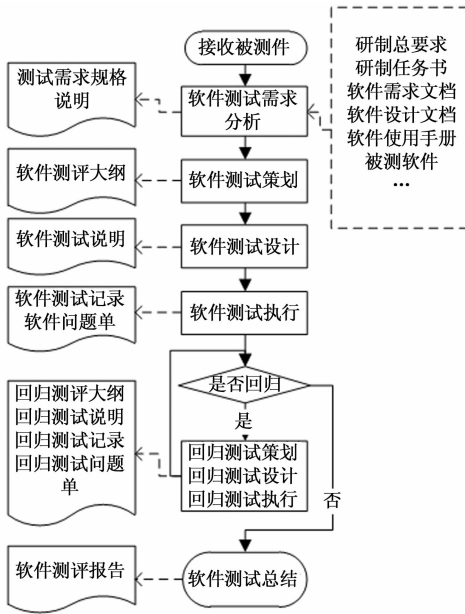 接收被测件
研制总要求
研制任务书
软件需求文档
软件设计文档
软件使用手册
被测软件
...
测试需求规格
说明
软件测试需求
分析
软件测评大纲
软件测试策划
软件测试说明
软件测试设计
软件测试记录
软件问题单
软件测试执行
是否回归
是
否
回归测评大纲
回归测试说明
回归测试记录
回归测试问题
单
回归测试策划
回归测试设计
回归测试执行
软件测评报告
软件测试总结